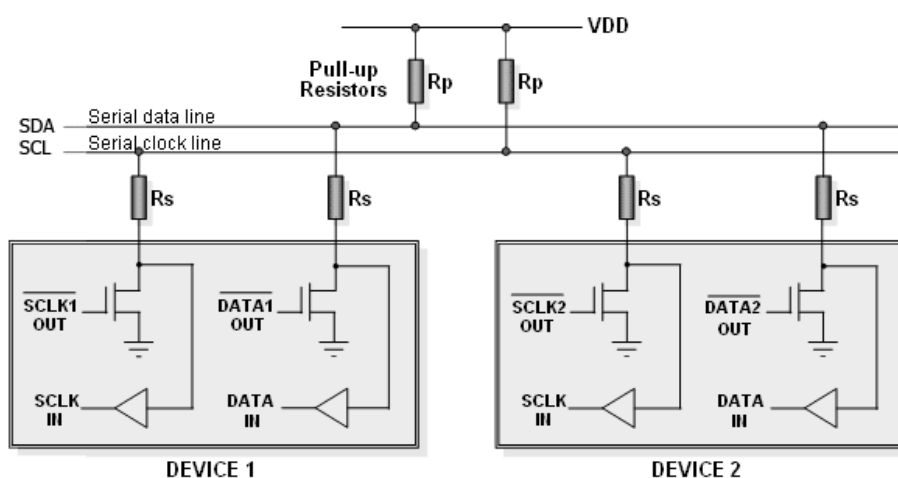 VDD
Pull-up
Resistors
Rp
Rp
SDA
Serial data line
SCL
Serial clock line
Rs
Rs
Rs
Rs
SCLK1
OUT
DATA1
OUT
SCLK2
OUT
DATA2
OUT
SCLK
IN
DATA
IN
SCLK
IN
DATA
IN
DEVICE 1
DEVICE 2